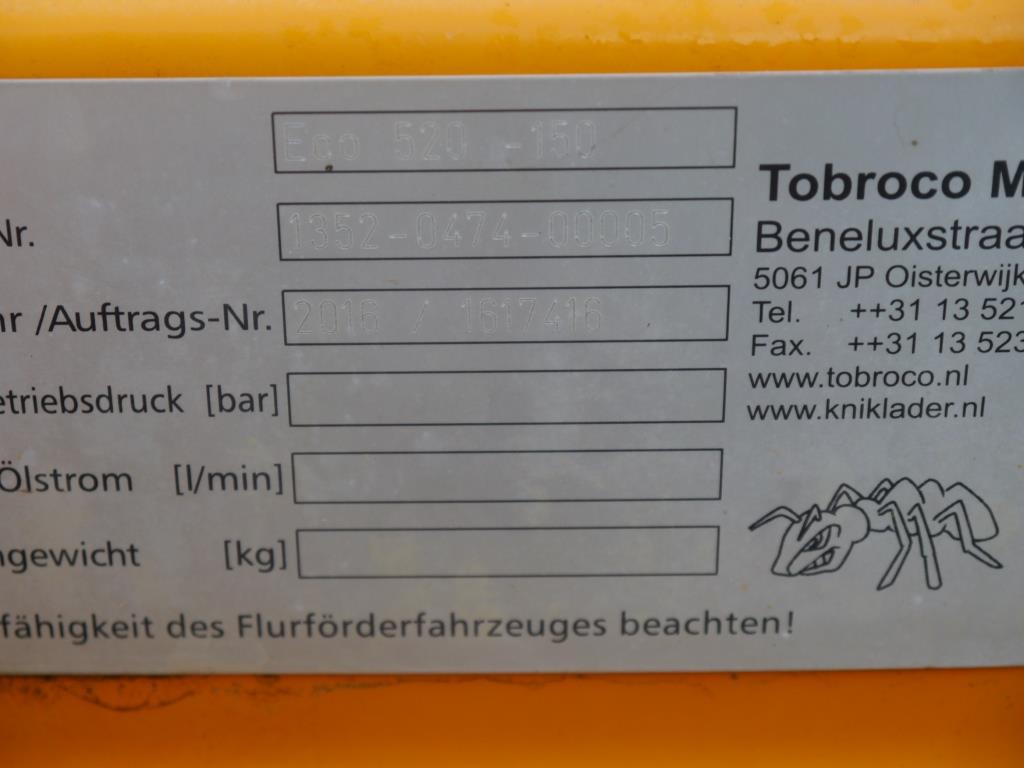 Eco 520 -150
Nr. 1352-0474-00005
hr /Auftrags-Nr. 2016 / 1617416
etriebsdruck [bar]
Ölstrom [l/min]
ngewicht [kg]
fähigkeit des Flurförderfahrzeuges beachten!
Tobroco M
Beneluxstraa
5061 JP Oisterwijk
Tel. ++31 13 521
Fax. ++31 13 523
www.tobroco.nl
www.kniklader.nl